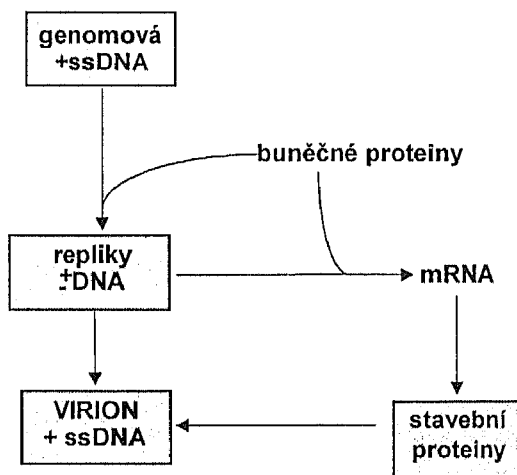 genomová
+ssDNA
buněčné proteiny
repliky
±DNA
mRNA
VIRION
+ ssDNA
stavební
proteiny